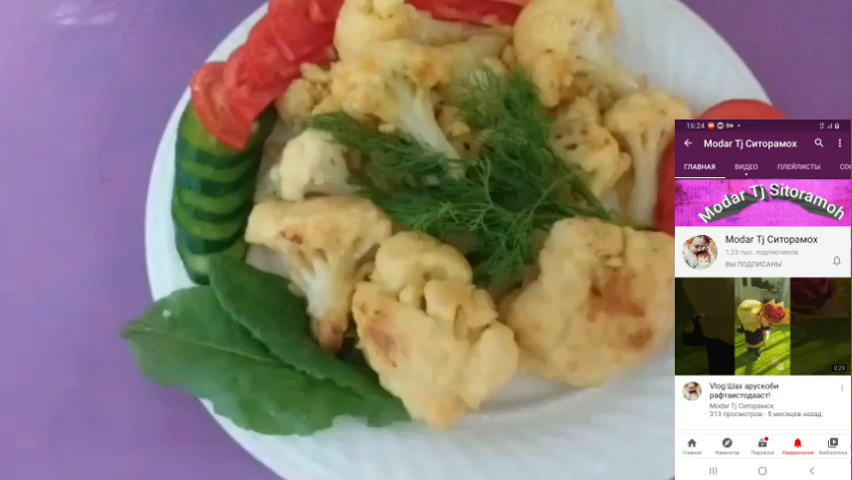 16:24
Modar Tj Ситорамох
ГЛАВНАЯ ВИДЕО ПЛЕЙЛИСТЫ СОО
Modar Tj Sitoramoh
Modar Tj Ситорамох
1,23 тыс. подписчиков
ВЫ ПОДПИСАНЫ
0:29
Vlog:Шах арускоби
рафтаистодааст!
Modar Tj Ситорамох
313 просмотров · 5 месяцев назад
Главная Навигатор Подписки Уведомления Библиотека